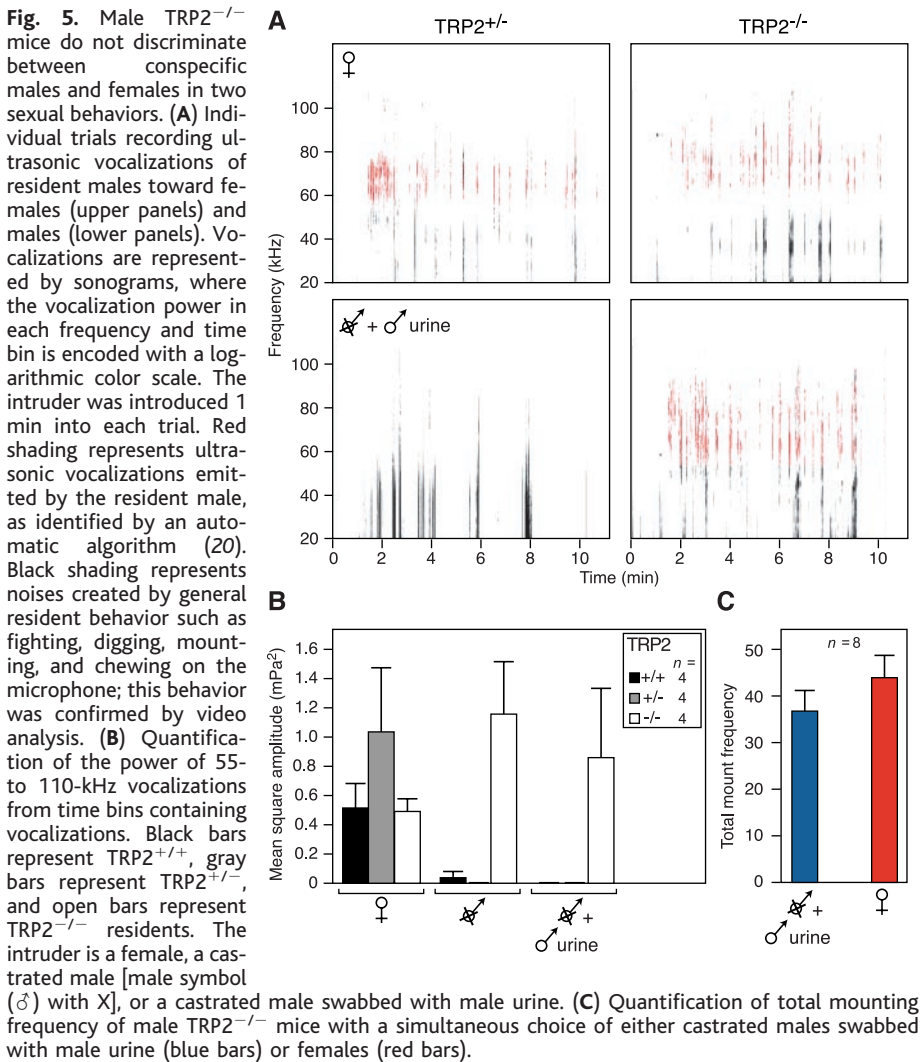 Fig. 5. Male TRP2−/−
mice do not discriminate
between conspecific
males and females in two
sexual behaviors. (A) Indi-
vidual trials recording ul-
trasonic vocalizations of
resident males toward fe-
males (upper panels) and
males (lower panels). Vo-
calizations are represent-
ed by sonograms, where
the vocalization power in
each frequency and time
bin is encoded with a log-
arithmic color scale. The
intruder was introduced 1
min into each trial. Red
shading represents ultra-
sonic vocalizations emit-
ted by the resident male,
as identified by an auto-
matic algorithm (20).
Black shading represents
noises created by general
resident behavior such as
fighting, digging, mount-
ing, and chewing on the
microphone; this behavior
was confirmed by video
analysis. (B) Quantifica-
tion of the power of 55-
to 110-kHz vocalizations
from time bins containing
vocalizations. Black bars
represent TRP2+/+, gray
bars represent TRP2+/−,
and open bars represent
TRP2−/− residents. The
intruder is a female, a cas-
trated male [male symbol
(♂) with X], or a castrated male swabbed with male urine. (C) Quantification of total mounting
frequency of male TRP2−/− mice with a simultaneous choice of either castrated males swabbed
with male urine (blue bars) or females (red bars).
A
TRP2+/- TRP2-/-
♀
100
80
60
40
20
Frequency (kHz)
♂ + ♂ urine
100
80
60
40
20
0 2 4 6 8 10
0 2 4 6 8 10
Time (min)
B
Mean square amplitude (mPa²)
1.6
1.4
1.2
1.0
0.8
0.6
0.4
0.2
0
TRP2
n =
+/+ 4
+/- 4
-/- 4
♀ ♂ ♂ +
♂ urine
C
Total mount frequency
n = 8
50
40
30
20
10
0
♂ + ♀
♂ urine